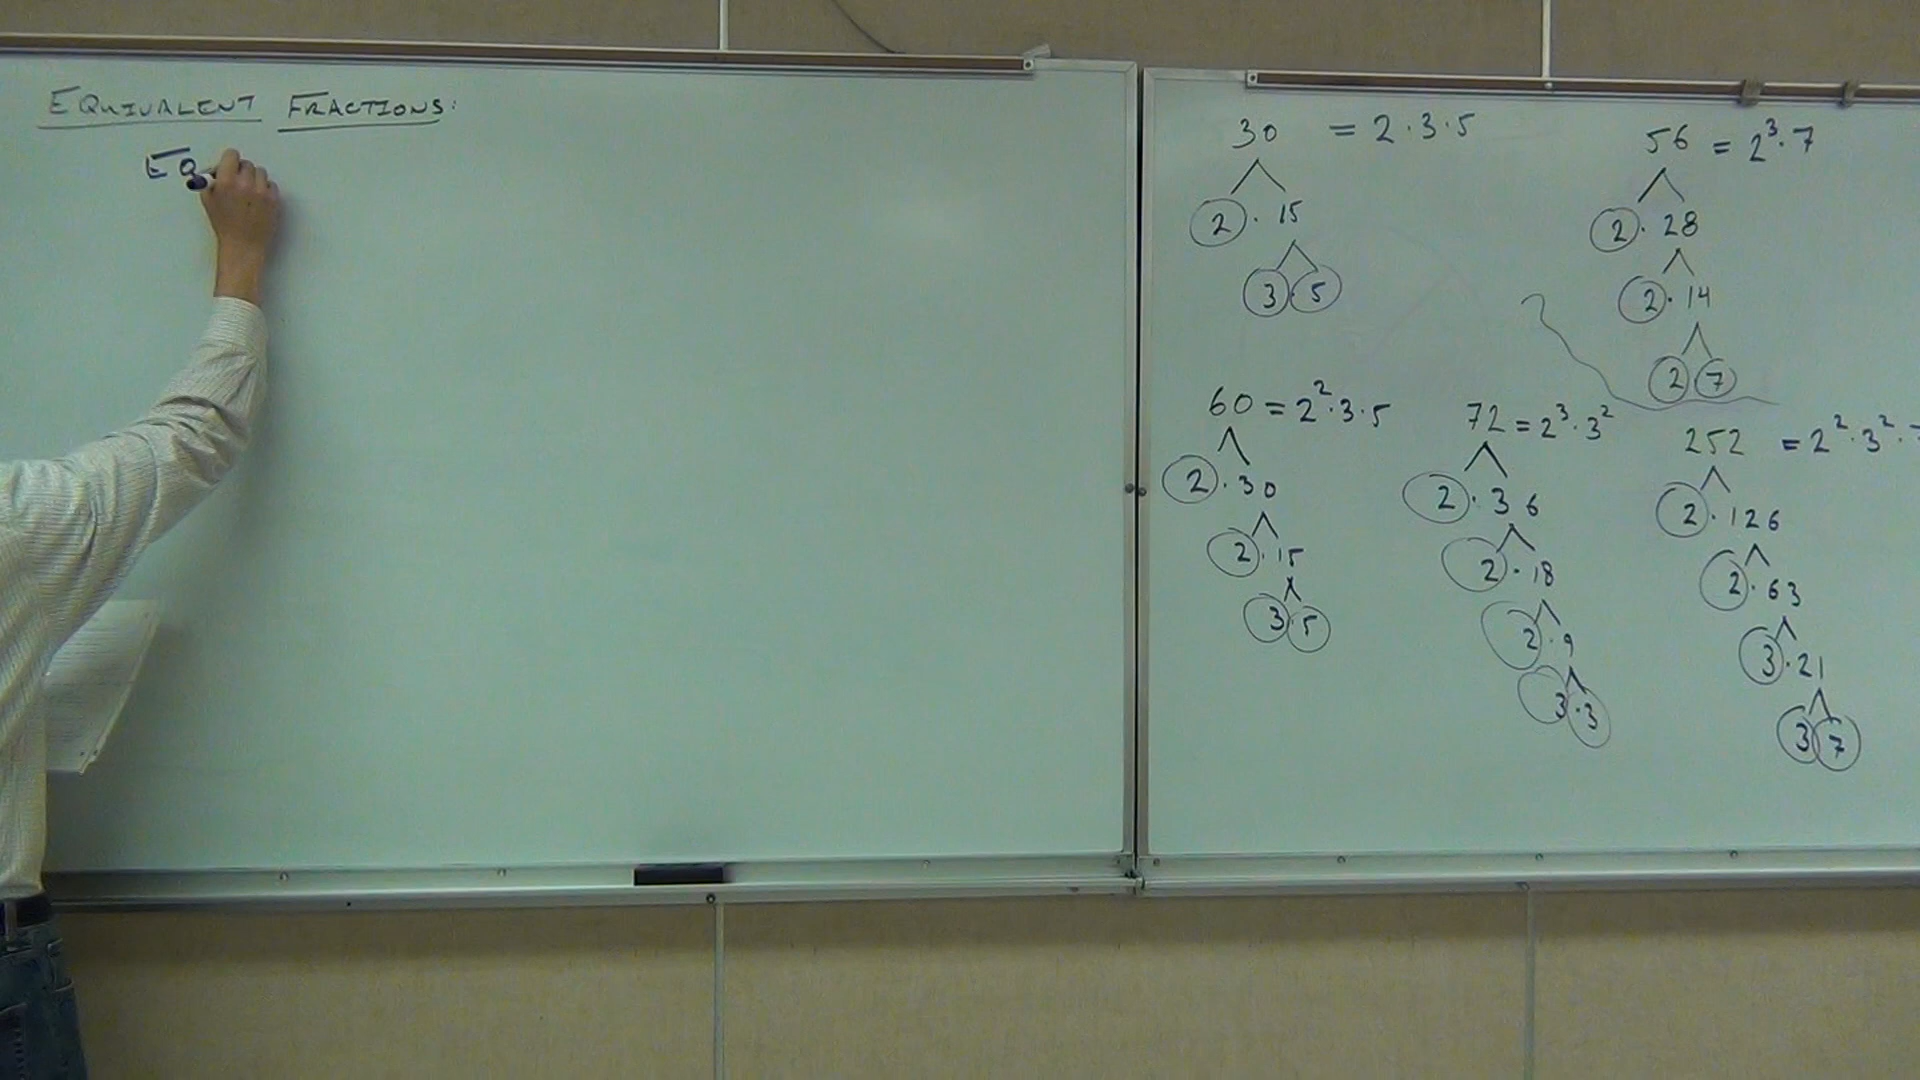 EQUIVALENT FRACTIONS:
EQ
30 = 2·3·5
2·15
3·5
56 = 2³·7
2·28
2·14
2 7
60 = 2²·3·5
2·30
2·15
3·5
72 = 2³·3²
2·36
2·18
2·9
3·3
252 = 2²·3²·7
2·126
2·63
3·21
3 7